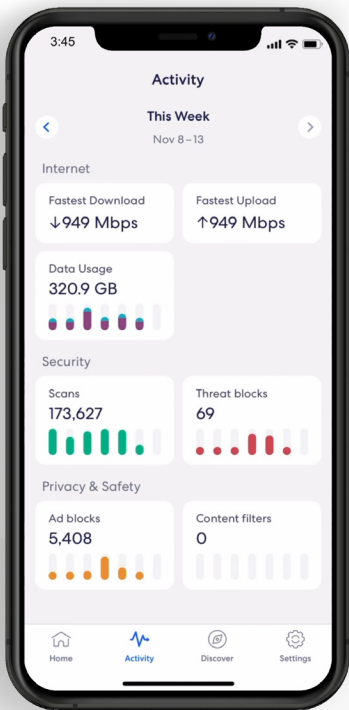 3:45
Activity
This Week
Nov 8–13
Internet
Fastest Download
↓949 Mbps
Fastest Upload
↑949 Mbps
Data Usage
320.9 GB
Security
Scans
173,627
Threat blocks
69
Privacy & Safety
Ad blocks
5,408
Content filters
0
Home
Activity
Discover
Settings